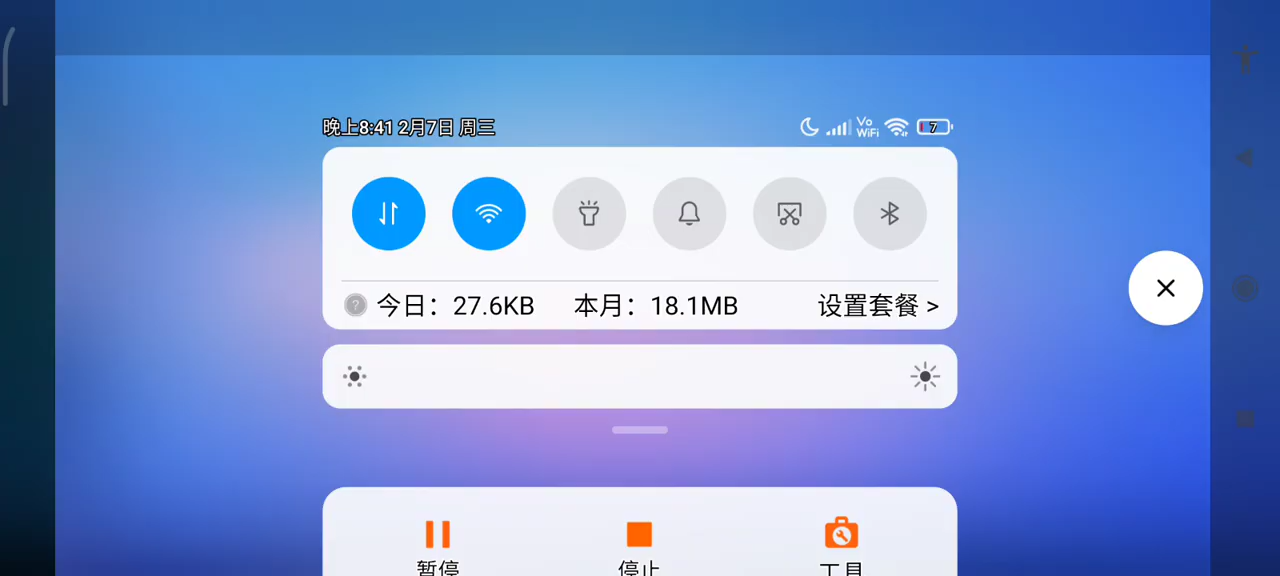 晚上8:41 2月7日 周三
Vo
WiFi
7
今日：27.6KB 本月：18.1MB 设置套餐 >
暂停 停止 工具